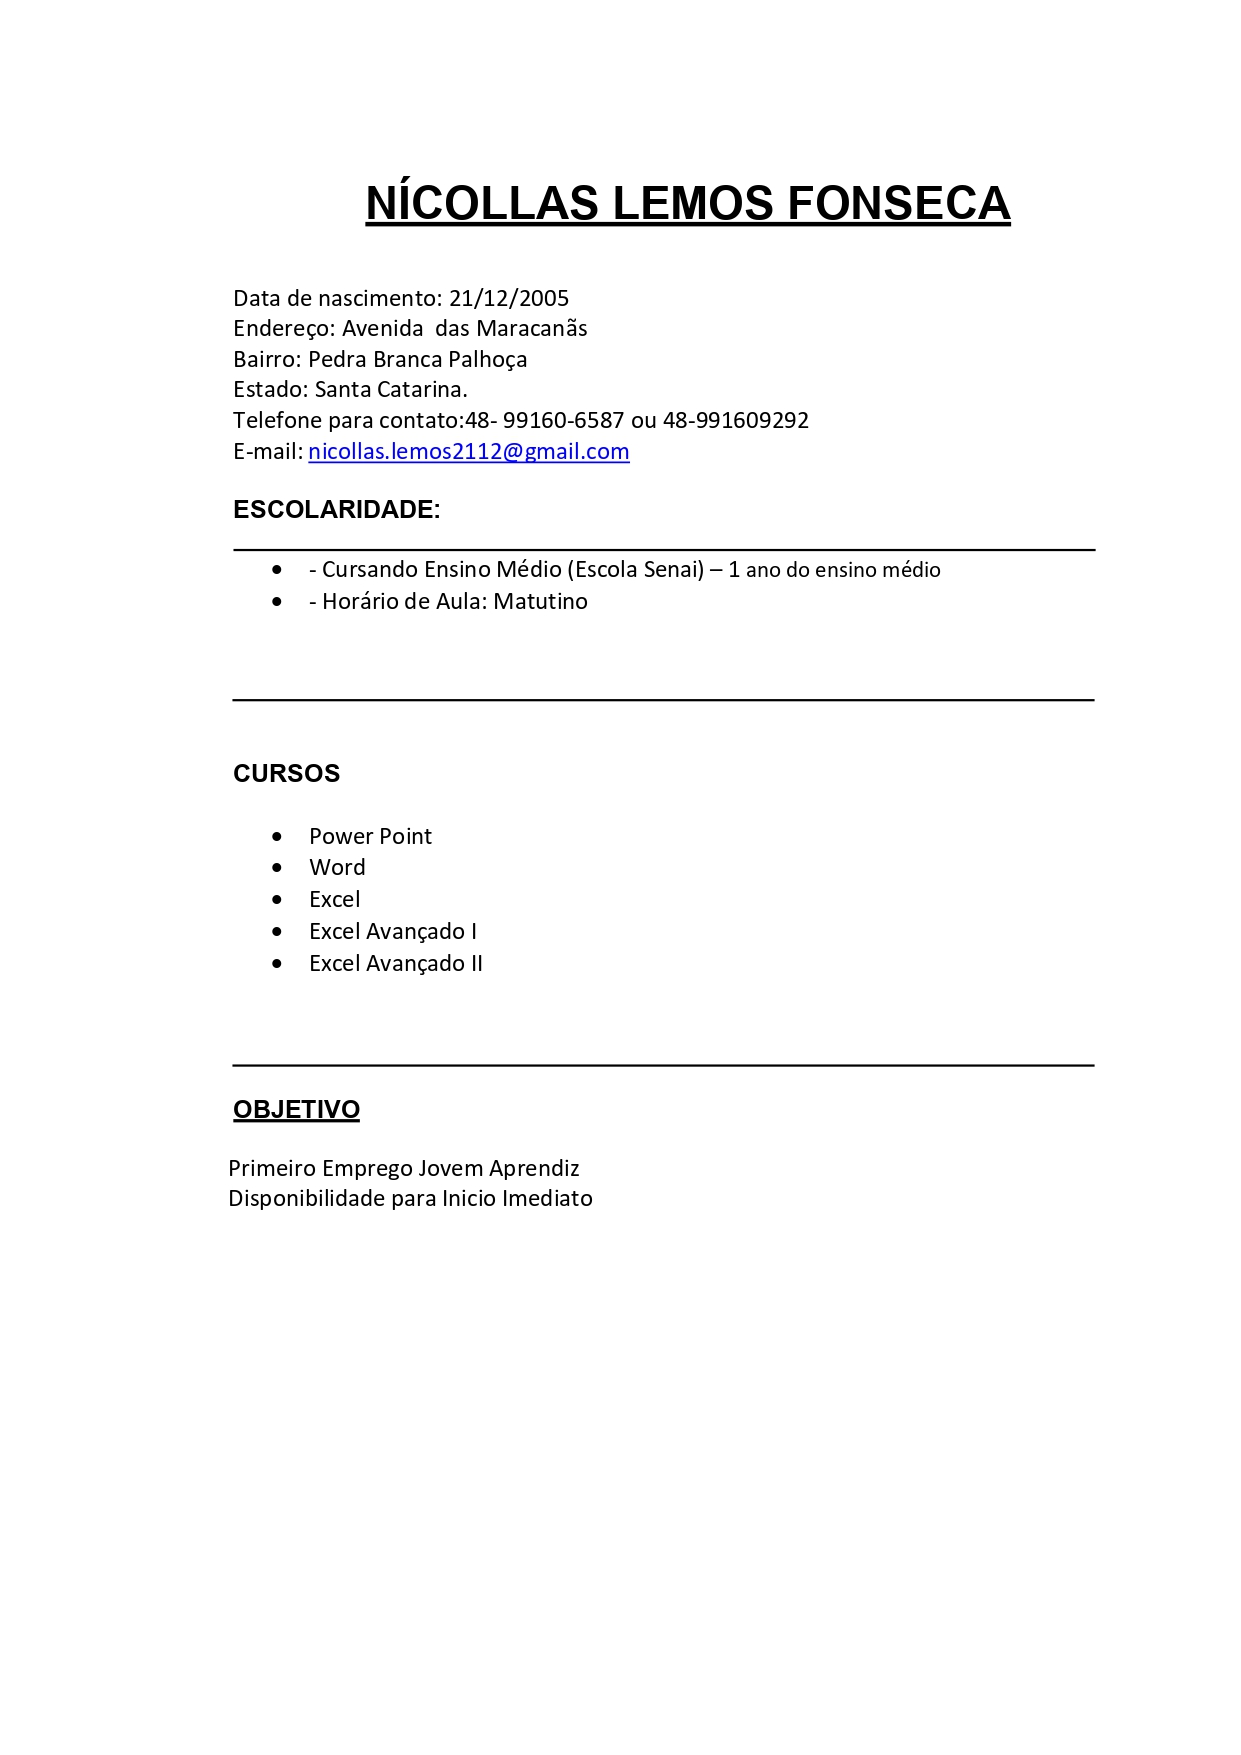 NÍCOLLAS LEMOS FONSECA
Data de nascimento: 21/12/2005
Endereço: Avenida  das Maracanãs
Bairro: Pedra Branca Palhoça
Estado: Santa Catarina.
Telefone para contato:48- 99160-6587 ou 48-991609292
E-mail: nicollas.lemos2112@gmail.com
ESCOLARIDADE:
• - Cursando Ensino Médio (Escola Senai) – 1 ano do ensino médio
• - Horário de Aula: Matutino
CURSOS
• Power Point
• Word
• Excel
• Excel Avançado I
• Excel Avançado II
OBJETIVO
Primeiro Emprego Jovem Aprendiz
Disponibilidade para Inicio Imediato